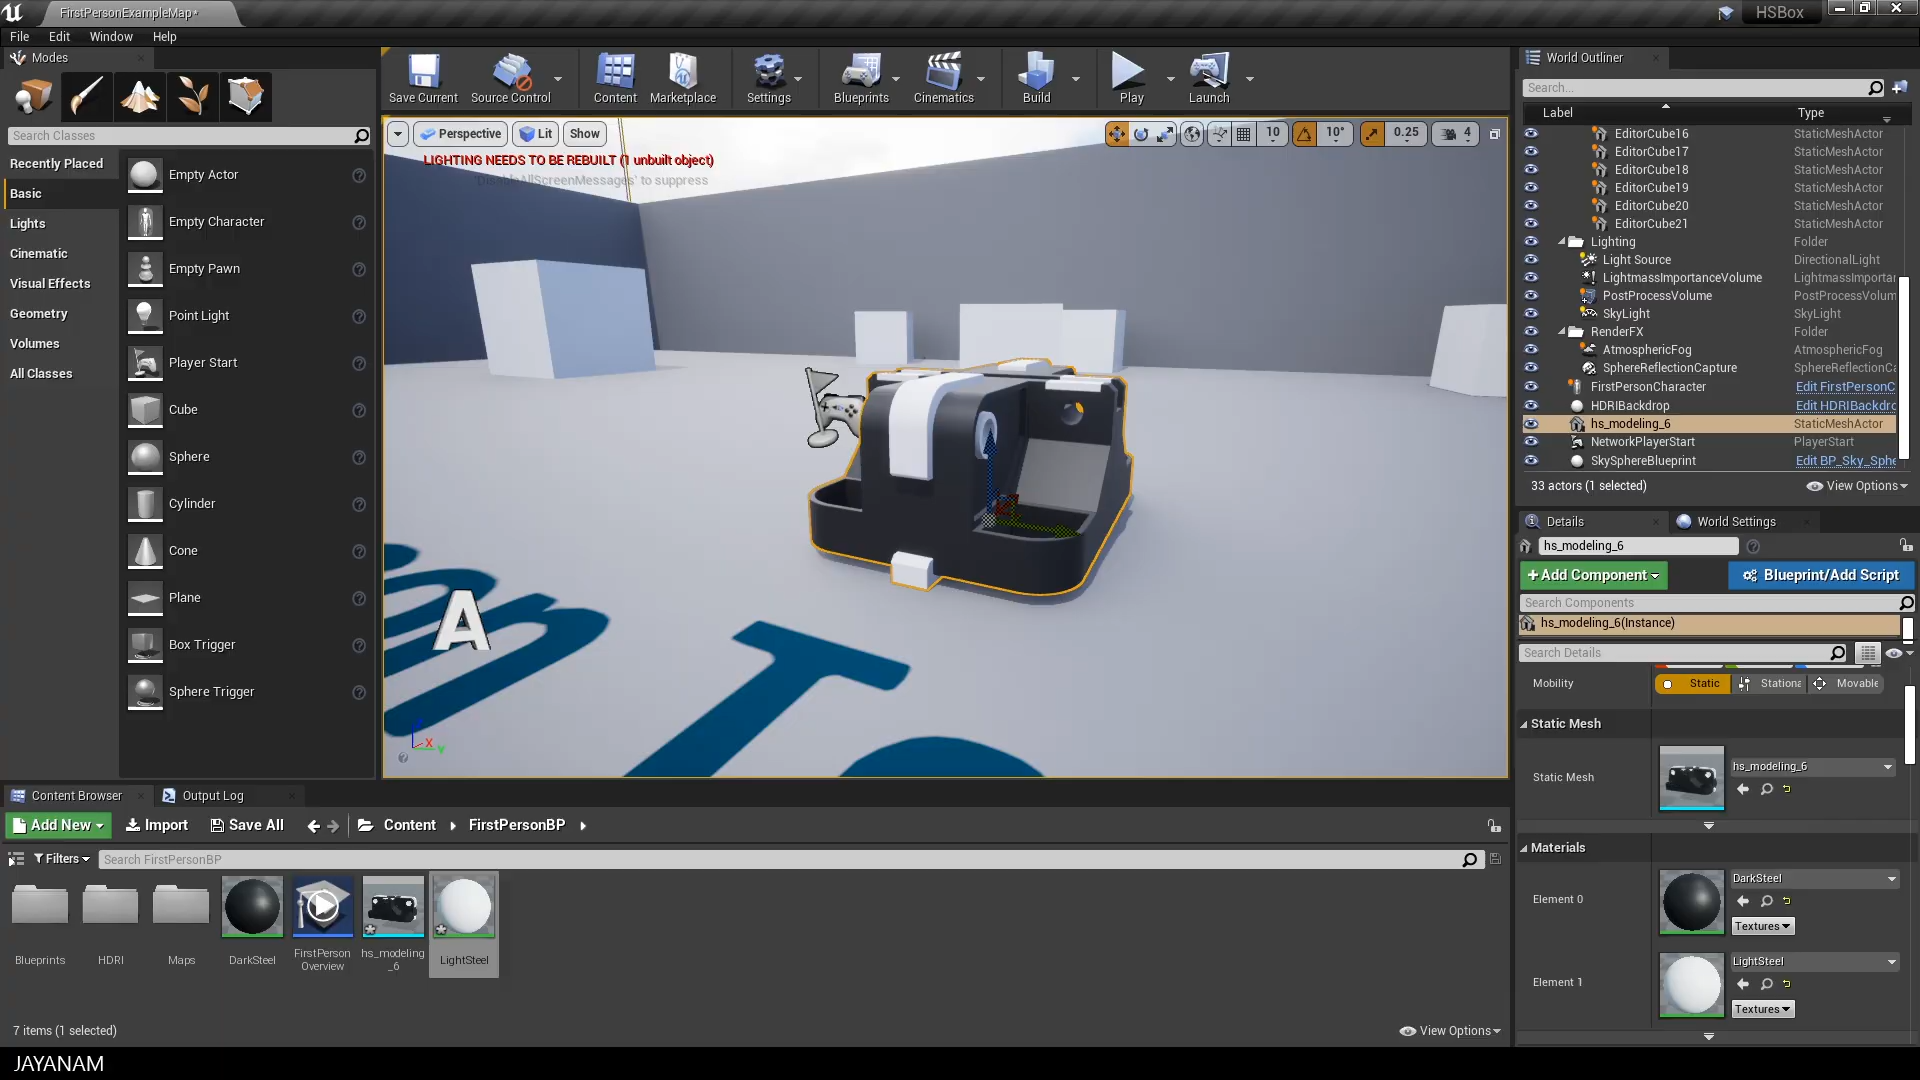 FirstPersonExampleMap*
HSBox
File Edit Window Help
Modes
Search Classes
Recently Placed
Basic
Lights
Cinematic
Visual Effects
Geometry
Volumes
All Classes
Empty Actor
Empty Character
Empty Pawn
Point Light
Player Start
Cube
Sphere
Cylinder
Cone
Plane
Box Trigger
Sphere Trigger
Save Current Source Control Content Marketplace Settings Blueprints Cinematics Build Play Launch
Perspective Lit Show 10 10° 0.25 4
LIGHTING NEEDS TO BE REBUILT (1 unbuilt object)
'DisableAllScreenMessages' to suppress
A
X Y
World Outliner
Search...
Label Type
EditorCube16 StaticMeshActor
EditorCube17 StaticMeshActor
EditorCube18 StaticMeshActor
EditorCube19 StaticMeshActor
EditorCube20 StaticMeshActor
EditorCube21 StaticMeshActor
Lighting Folder
Light Source DirectionalLight
LightmassImportanceVolume LightmassImporta
PostProcessVolume PostProcessVolum
SkyLight SkyLight
RenderFX Folder
AtmosphericFog AtmosphericFog
SphereReflectionCapture SphereReflectionCa
FirstPersonCharacter Edit FirstPersonC
HDRIBackdrop Edit HDRIBackdro
hs_modeling_6 StaticMeshActor
NetworkPlayerStart PlayerStart
SkySphereBlueprint Edit BP_Sky_Sphe
33 actors (1 selected) View Options
Details World Settings
hs_modeling_6
+ Add Component Blueprint/Add Script
Search Components
hs_modeling_6(Instance)
Search Details
Mobility Static Stationa Movable
Static Mesh
Static Mesh hs_modeling_6
Materials
Element 0 DarkSteel
Textures
Element 1 LightSteel
Textures
Content Browser Output Log
Add New Import Save All Content FirstPersonBP
Filters Search FirstPersonBP
Blueprints HDRI Maps DarkSteel FirstPerson Overview hs_modeling_6 LightSteel
7 items (1 selected) View Options
JAYANAM